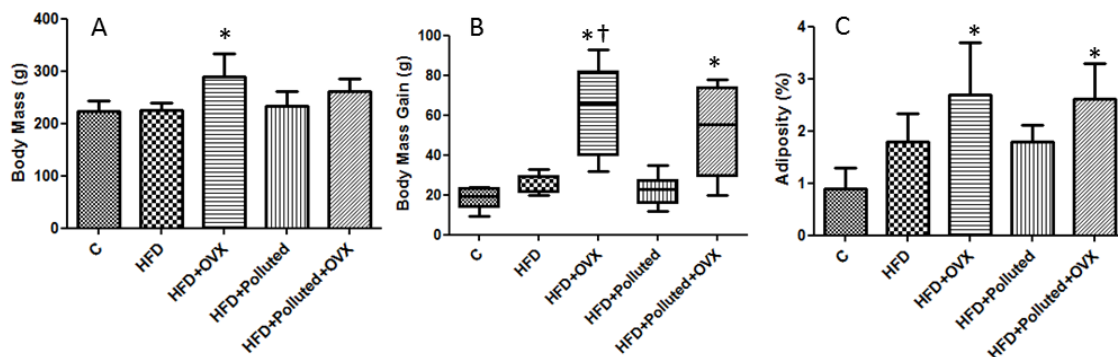 A
Body Mass (g)
400
300
200
100
0
*
C
HFD
HFD+OVX
HFD+Polluted
HFD+Polluted+OVX
B
Body Mass Gain (g)
100
80
60
40
20
0
*†
*
C
HFD
HFD+OVX
HFD+Polluted
HFD+Polluted+OVX
C
Adiposity (%)
4
3
2
1
0
*
*
C
HFD
HFD+OVX
HFD+Polluted
HFD+Polluted+OVX